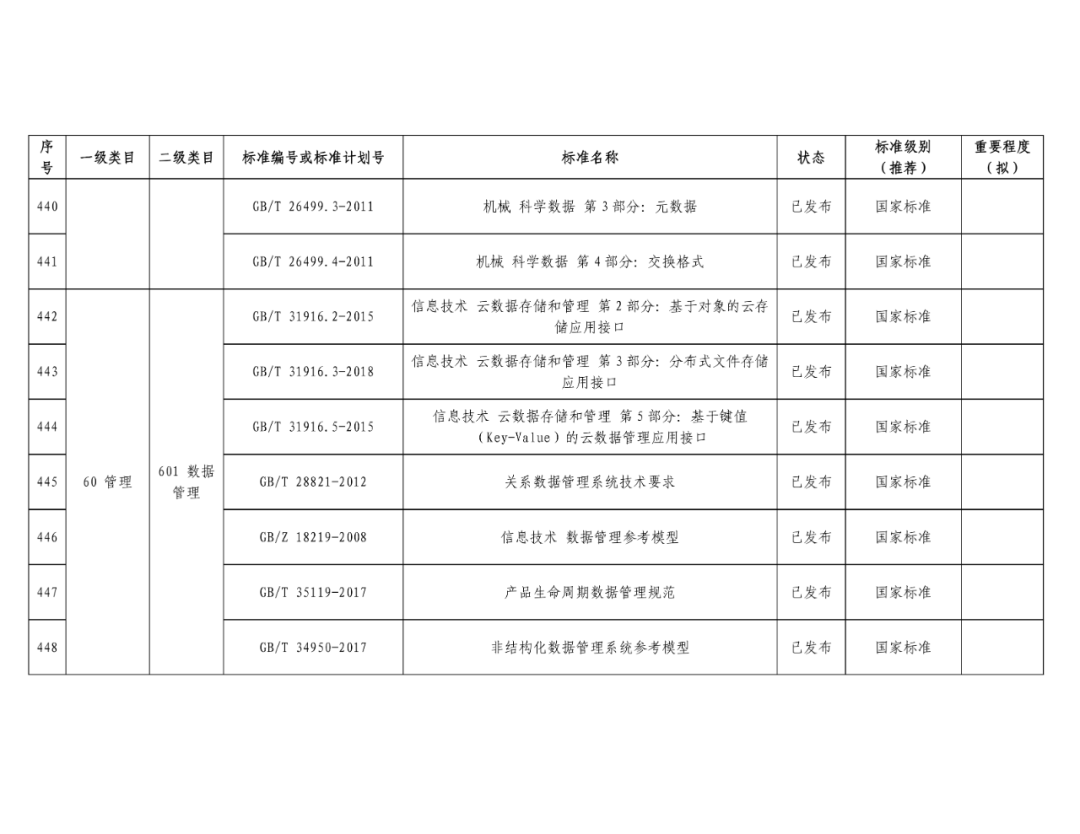 序号 一级类目 二级类目 标准编号或标准计划号 标准名称 状态 标准级别（推荐） 重要程度（拟）
440 GB/T 26499.3-2011 机械 科学数据 第 3 部分：元数据 已发布 国家标准
441 GB/T 26499.4-2011 机械 科学数据 第 4 部分：交换格式 已发布 国家标准
442 GB/T 31916.2-2015 信息技术 云数据存储和管理 第 2 部分：基于对象的云存储应用接口 已发布 国家标准
443 GB/T 31916.3-2018 信息技术 云数据存储和管理 第 3 部分：分布式文件存储应用接口 已发布 国家标准
444 GB/T 31916.5-2015 信息技术 云数据存储和管理 第 5 部分：基于键值（Key-Value）的云数据管理应用接口 已发布 国家标准
445 60 管理 601 数据管理 GB/T 28821-2012 关系数据管理系统技术要求 已发布 国家标准
446 GB/Z 18219-2008 信息技术 数据管理参考模型 已发布 国家标准
447 GB/T 35119-2017 产品生命周期数据管理规范 已发布 国家标准
448 GB/T 34950-2017 非结构化数据管理系统参考模型 已发布 国家标准